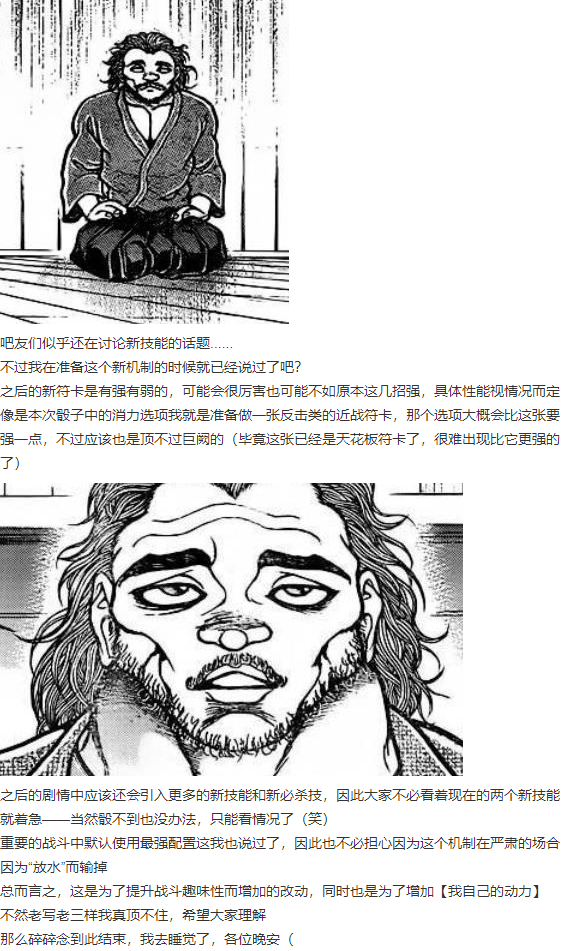 吧友们似乎还在讨论新技能的话题......
不过我在准备这个新机制的时候就已经说过了吧?
之后的新符卡是有强有弱的，可能会很厉害也可能不如原本这几招强，具体性能视情况而定
像是本次骰子中的消力选项我就是准备做一张反击类的近战符卡，那个选项大概会比这张要
强一点，不过应该也是顶不过巨阙的（毕竟这张已经是天花板符卡了，很难出现比它更强的
了）
之后的剧情中应该还会引入更多的新技能和新必杀技，因此大家不必看着现在的两个新技能
就着急——当然骰不到也没办法，只能看情况了（笑）
重要的战斗中默认使用最强配置这我也说过了，因此也不必担心因为这个机制在严肃的场合
因为“放水”而输掉
总而言之，这是为了提升战斗趣味性而增加的改动，同时也是为了增加【我自己的动力】
不然老写老三样我真顶不住，希望大家理解
那么碎碎念到此结束，我去睡觉了，各位晚安（